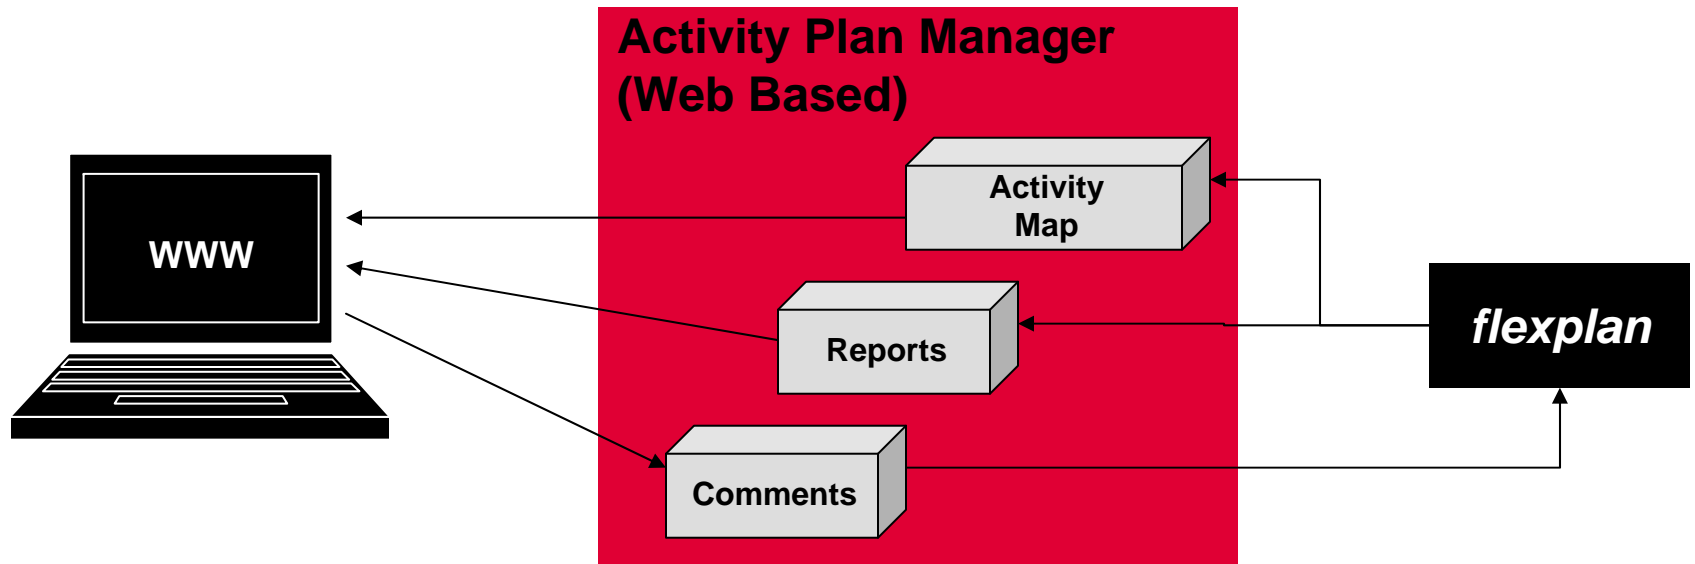 Activity Plan Manager
(Web Based)
Activity
Map
www
flexplan
Reports
Comments